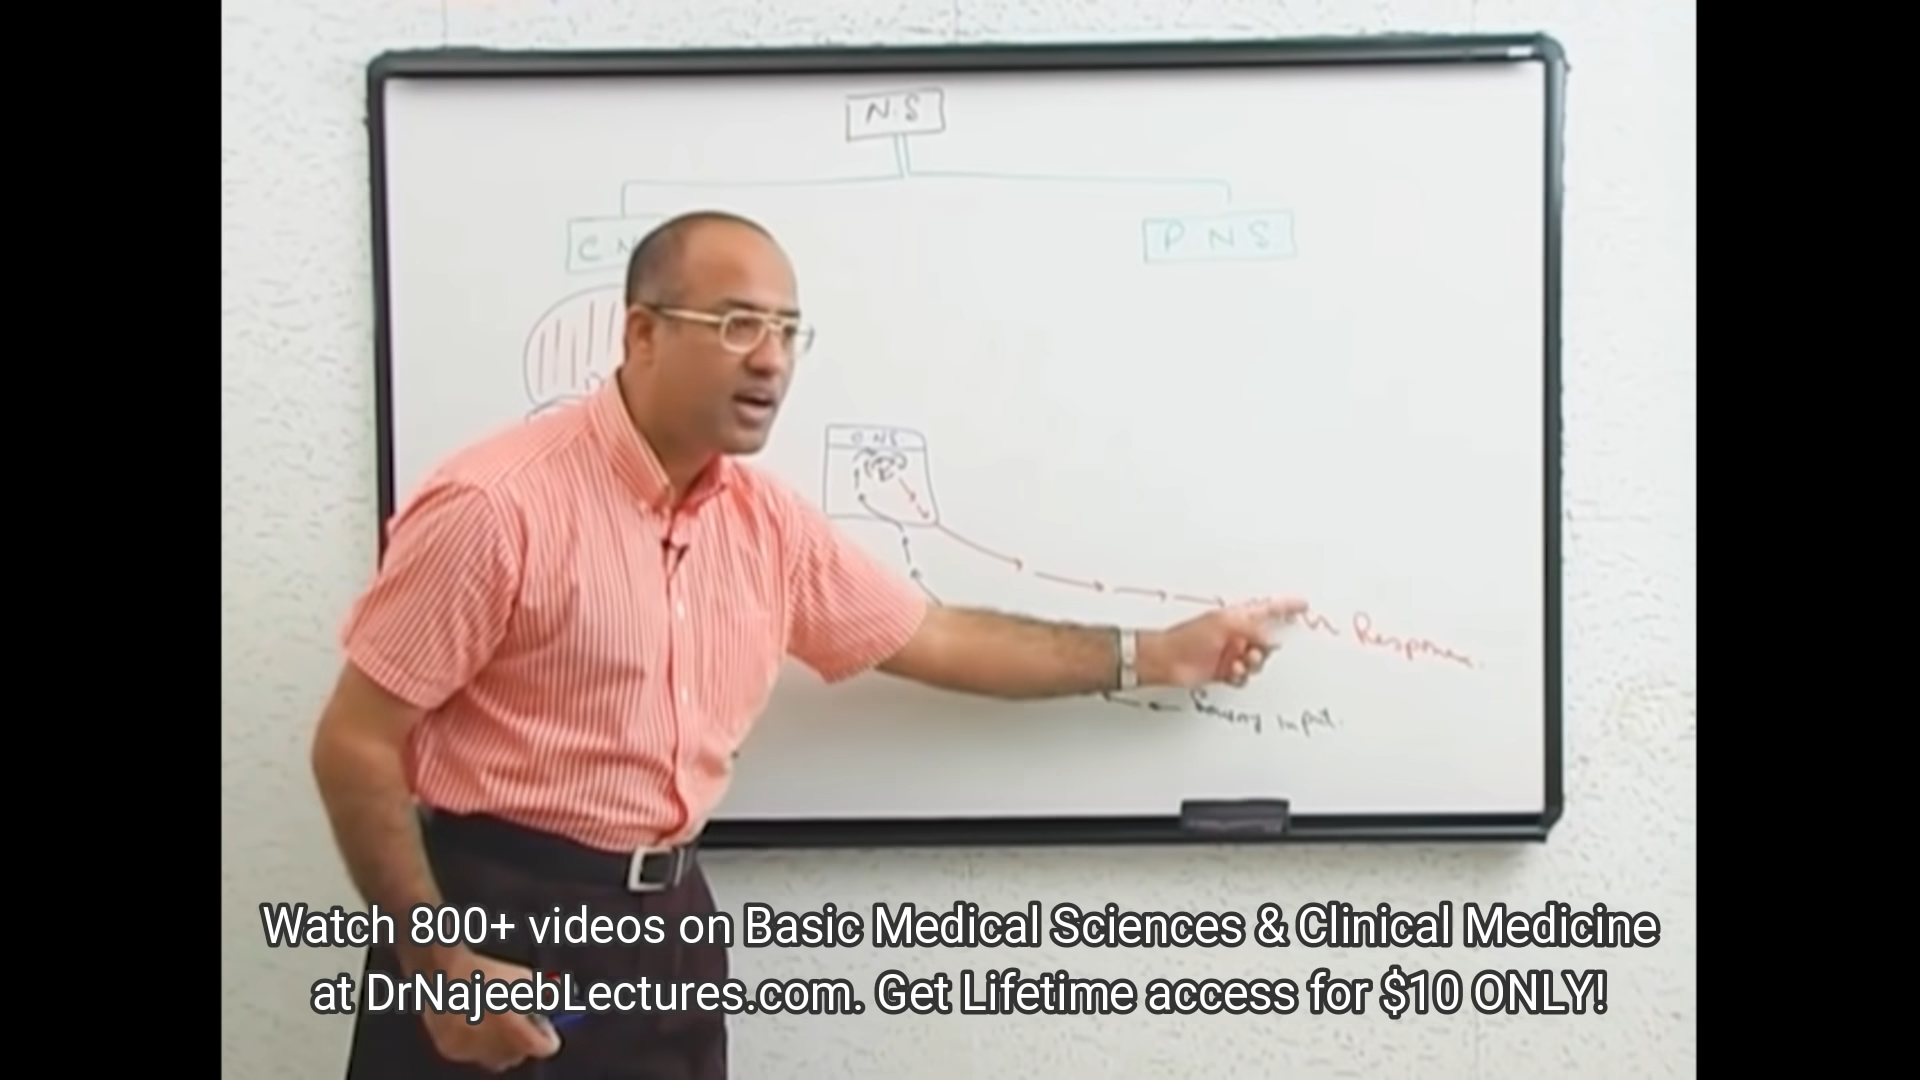 N.S
C N
P N S
C N S
Response
Sensory input.
Watch 800+ videos on Basic Medical Sciences & Clinical Medicine
at DrNajeebLectures.com. Get Lifetime access for $10 ONLY!